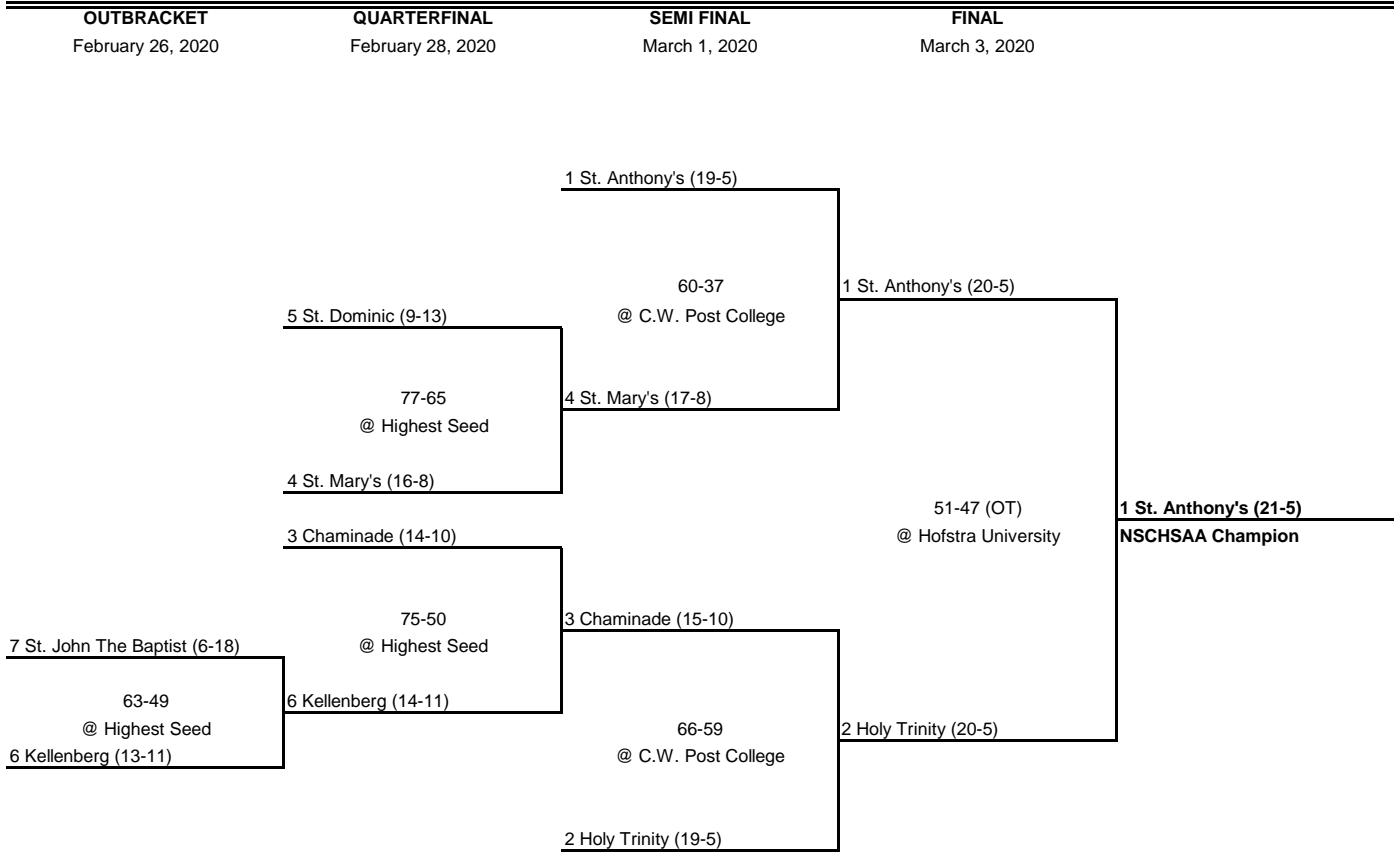 OUTBRACKET QUARTERFINAL SEMI FINAL FINAL
February 26, 2020 February 28, 2020 March 1, 2020 March 3, 2020
1 St. Anthony's (19-5)
60-37 1 St. Anthony's (20-5)
5 St. Dominic (9-13) @ C.W. Post College
77-65 4 St. Mary's (17-8)
@ Highest Seed
4 St. Mary's (16-8)
51-47 (OT) 1 St. Anthony's (21-5)
3 Chaminade (14-10) @ Hofstra University NSCHSAA Champion
75-50 3 Chaminade (15-10)
7 St. John The Baptist (6-18) @ Highest Seed
63-49 6 Kellenberg (14-11)
@ Highest Seed 66-59 2 Holy Trinity (20-5)
6 Kellenberg (13-11) @ C.W. Post College
2 Holy Trinity (19-5)